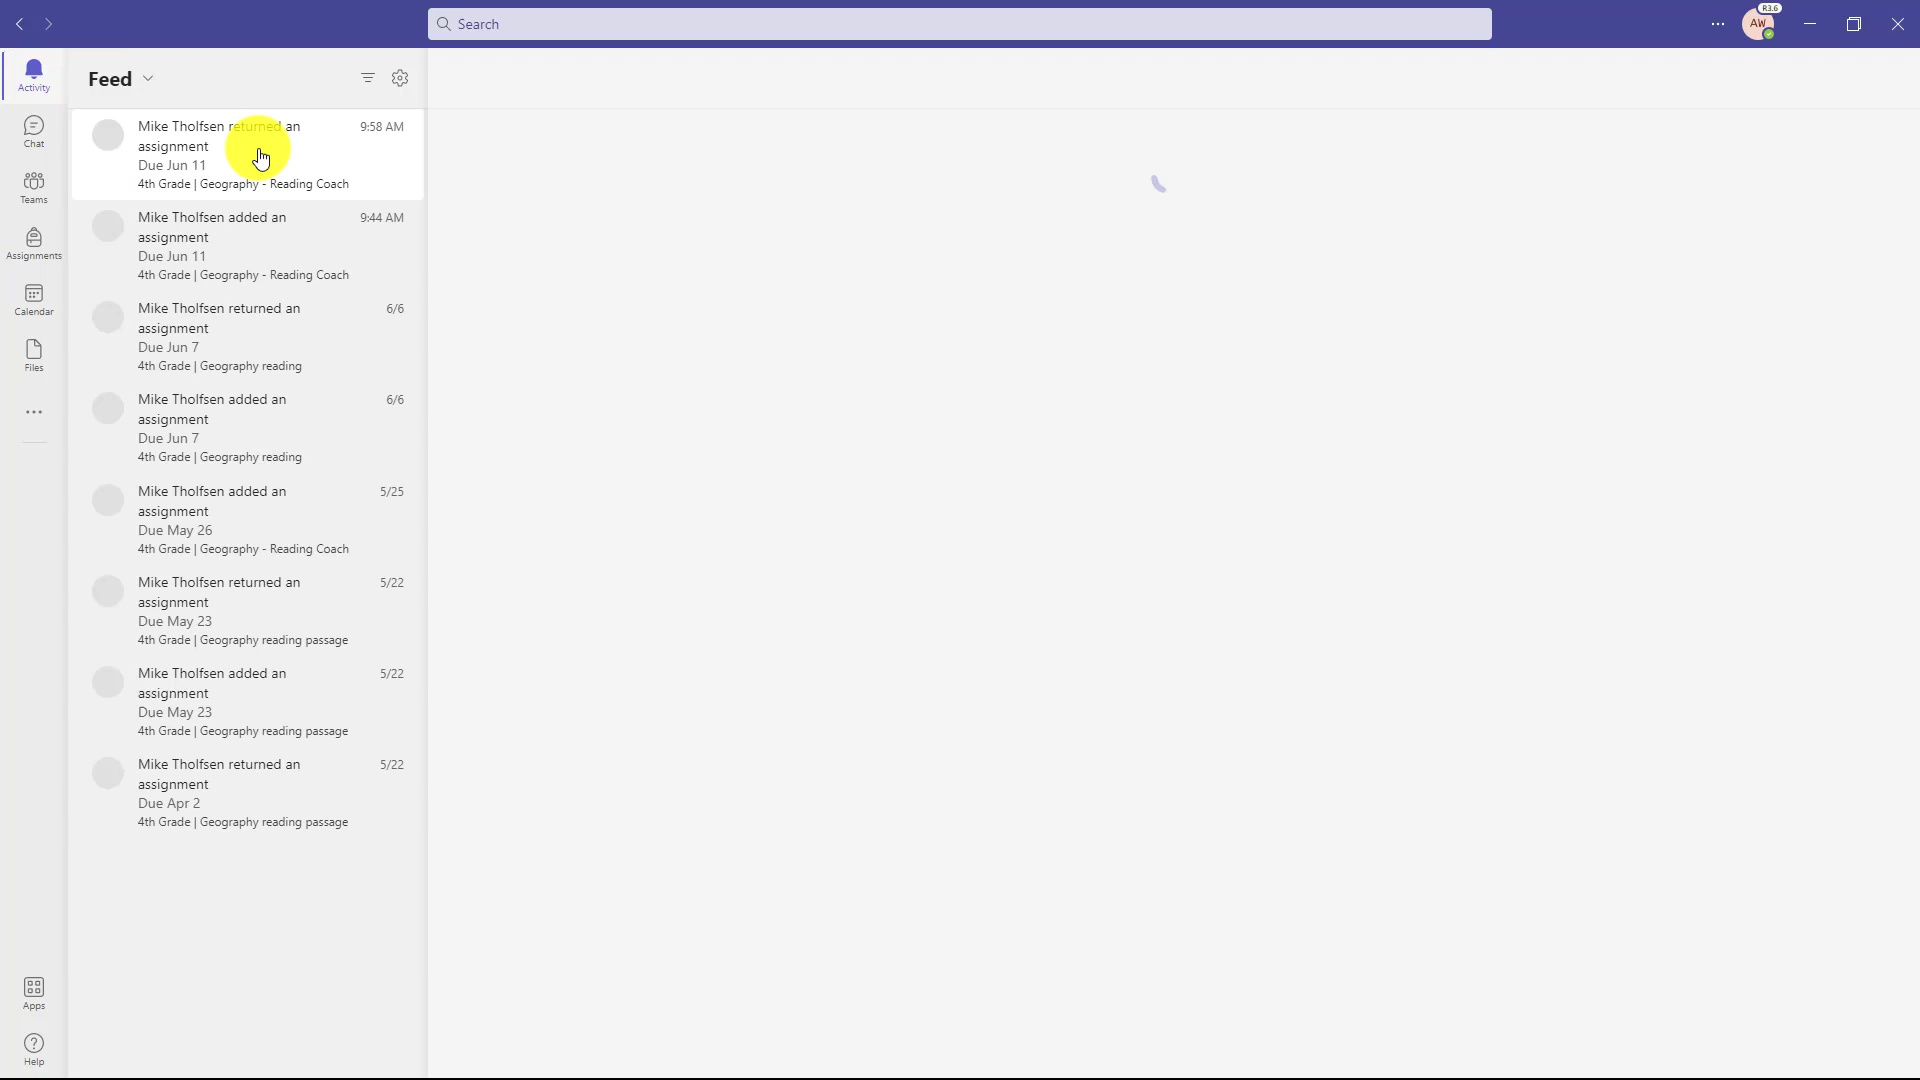 Search
R3.6
AW
Activity
Chat
Teams
Assignments
Calendar
Files
Apps
Help
Feed
Mike Tholfsen returned an 9:58 AM
assignment
Due Jun 11
4th Grade | Geography - Reading Coach
Mike Tholfsen added an 9:44 AM
assignment
Due Jun 11
4th Grade | Geography - Reading Coach
Mike Tholfsen returned an 6/6
assignment
Due Jun 7
4th Grade | Geography reading
Mike Tholfsen added an 6/6
assignment
Due Jun 7
4th Grade | Geography reading
Mike Tholfsen added an 5/25
assignment
Due May 26
4th Grade | Geography - Reading Coach
Mike Tholfsen returned an 5/22
assignment
Due May 23
4th Grade | Geography reading passage
Mike Tholfsen added an 5/22
assignment
Due May 23
4th Grade | Geography reading passage
Mike Tholfsen returned an 5/22
assignment
Due Apr 2
4th Grade | Geography reading passage